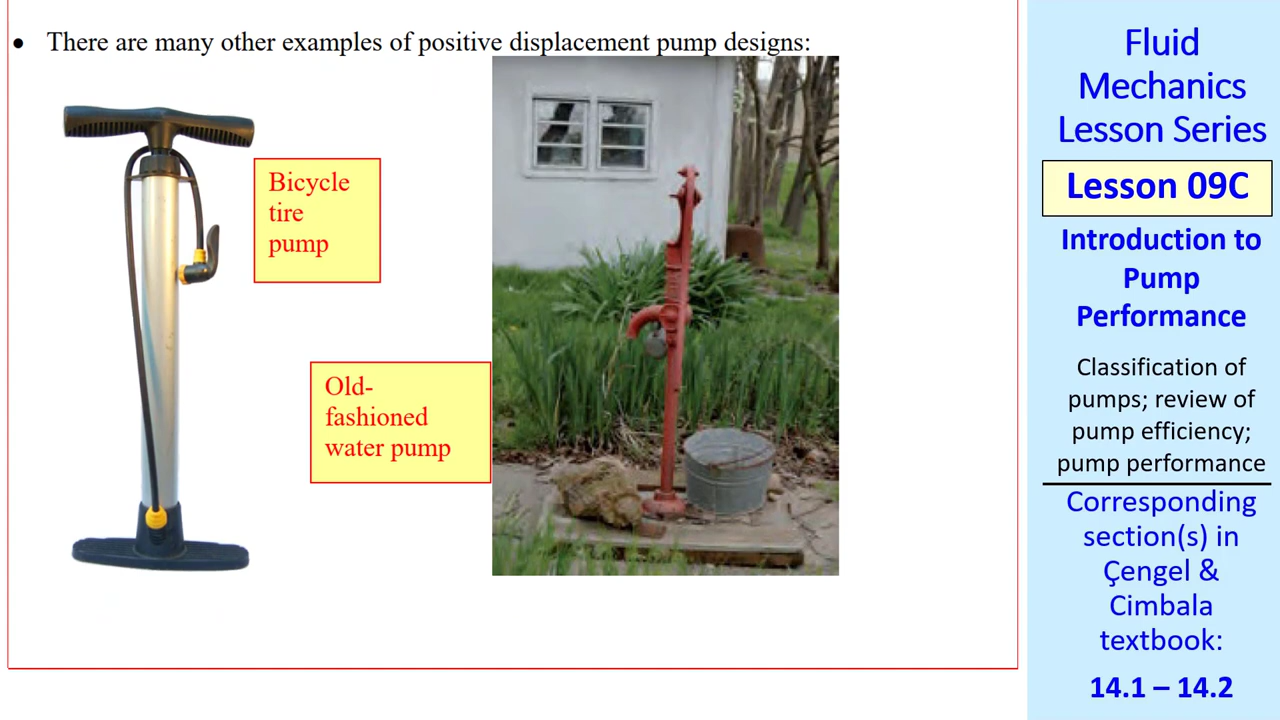 • There are many other examples of positive displacement pump designs:
Bicycle
tire
pump
Old-
fashioned
water pump
Fluid
Mechanics
Lesson Series
Lesson 09C
Introduction to
Pump
Performance
Classification of
pumps; review of
pump efficiency;
pump performance
Corresponding
section(s) in
Çengel &
Cimbala
textbook:
14.1 – 14.2